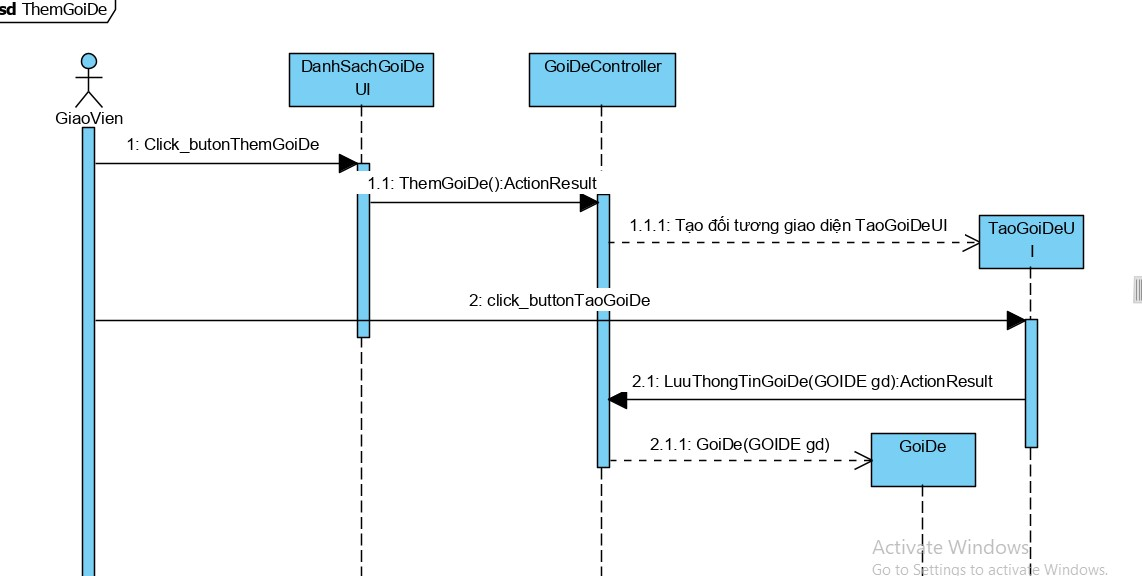 sd ThemGoiDe
DanhSachGoiDe
UI
GoiDeController
GiaoVien
1: Click_butonThemGoiDe
1.1: ThemGoiDe():ActionResult
1.1.1: Tạo đối tương giao diện TaoGoiDeUI
TaoGoiDeU
I
2: click_buttonTaoGoiDe
2.1: LuuThongTinGoiDe(GOIDE gd):ActionResult
2.1.1: GoiDe(GOIDE gd)
GoiDe
Activate Windows
Go to Settings to activate Windows.